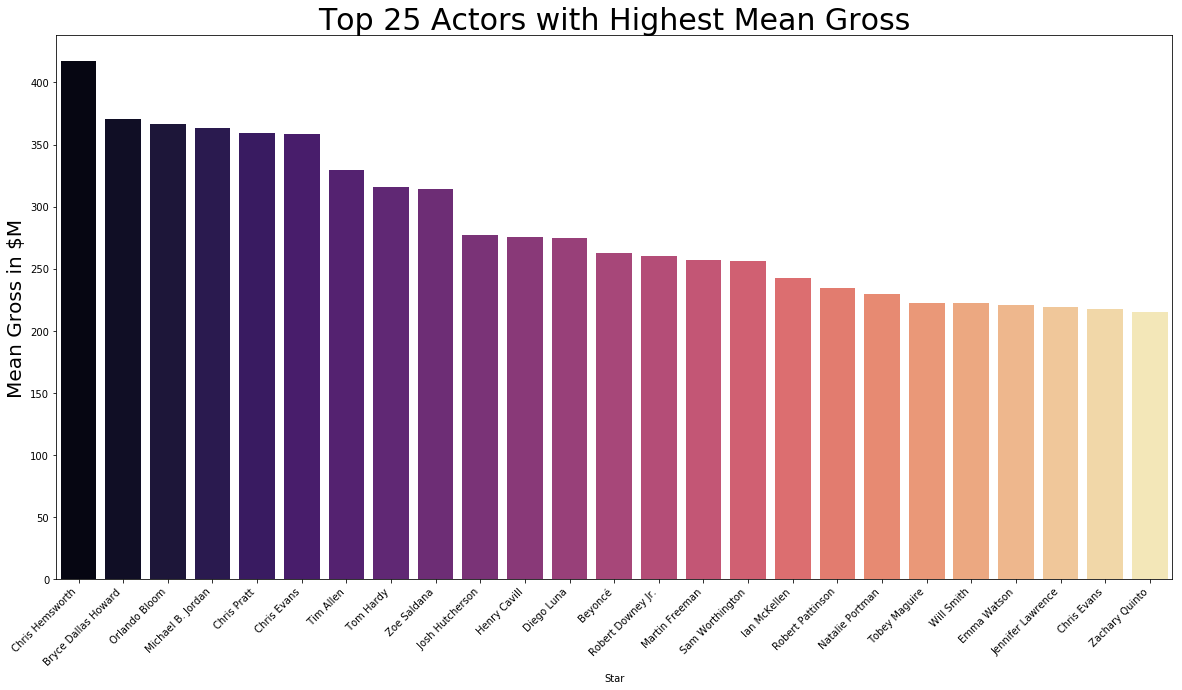 Top 25 Actors with Highest Mean Gross
Mean Gross in $M
400
350
300
250
200
150
100
50
0
Chris Hemsworth
Bryce Dallas Howard
Orlando Bloom
Michael B. Jordan
Chris Pratt
Chris Evans
Tim Allen
Tom Hardy
Zoe Saldana
Josh Hutcherson
Henry Cavill
Diego Luna
Beyoncé
Robert Downey Jr.
Martin Freeman
Sam Worthington
Ian McKellen
Robert Pattinson
Natalie Portman
Tobey Maguire
Will Smith
Emma Watson
Jennifer Lawrence
Chris Evans
Zachary Quinto
Star